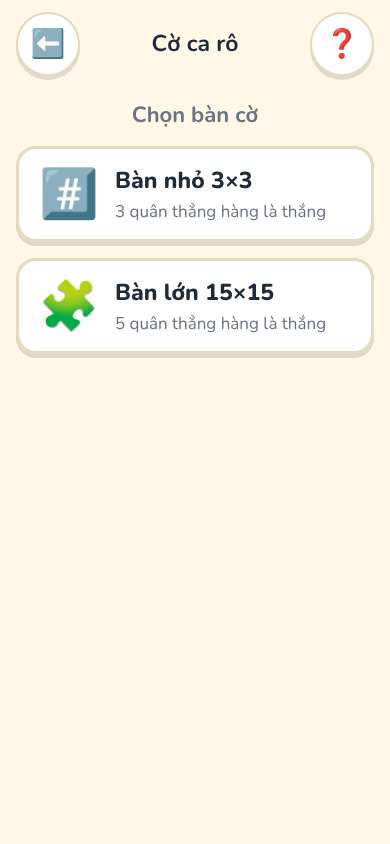 Cờ ca rô
Chọn bàn cờ
Bàn nhỏ 3×3
3 quân thẳng hàng là thắng
Bàn lớn 15×15
5 quân thẳng hàng là thắng